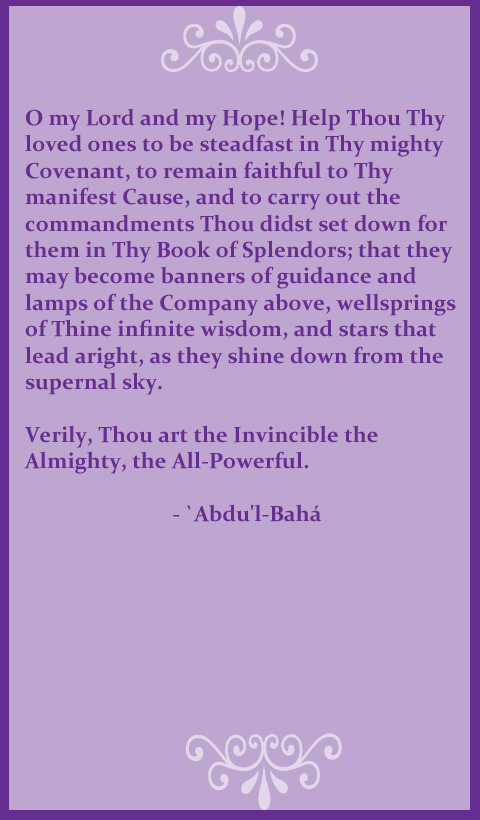 O my Lord and my Hope! Help Thou Thy
loved ones to be steadfast in Thy mighty
Covenant, to remain faithful to Thy
manifest Cause, and to carry out the
commandments Thou didst set down for
them in Thy Book of Splendors; that they
may become banners of guidance and
lamps of the Company above, wellsprings
of Thine infinite wisdom, and stars that
lead aright, as they shine down from the
supernal sky.
Verily, Thou art the Invincible the
Almighty, the All-Powerful.
- `Abdu'l-Bahá